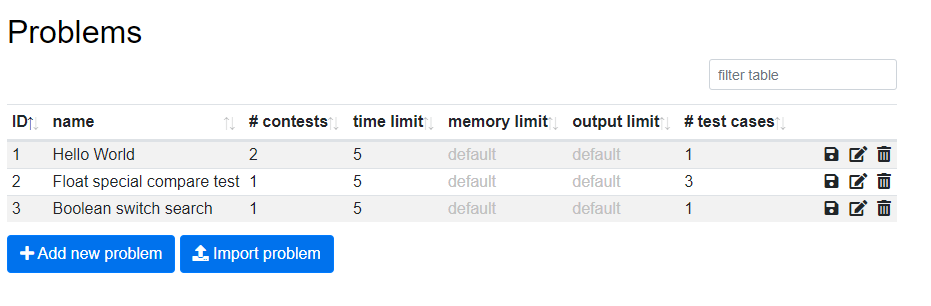 Problems
filter table
ID name # contests time limit memory limit output limit # test cases
1 Hello World 2 5 default default 1
2 Float special compare test 1 5 default default 3
3 Boolean switch search 1 5 default default 1
Add new problem Import problem